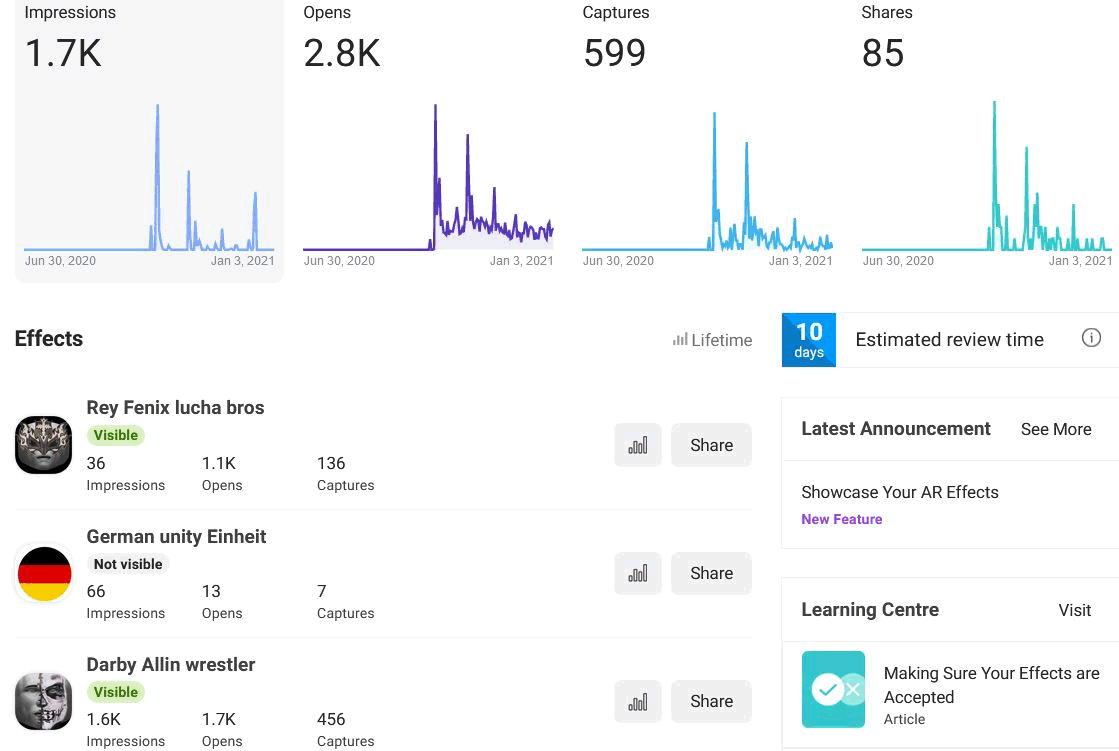 Impressions
1.7K
Jun 30, 2020 Jan 3, 2021
Opens
2.8K
Jun 30, 2020 Jan 3, 2021
Captures
599
Jun 30, 2020 Jan 3, 2021
Shares
85
Jun 30, 2020 Jan 3, 2021
Effects
Lifetime
Rey Fenix lucha bros
Visible
36 1.1K 136
Impressions Opens Captures
Share
German unity Einheit
Not visible
66 13 7
Impressions Opens Captures
Share
Darby Allin wrestler
Visible
1.6K 1.7K 456
Impressions Opens Captures
Share
10
days
Estimated review time
Latest Announcement See More
Showcase Your AR Effects
New Feature
Learning Centre Visit
Making Sure Your Effects are
Accepted
Article